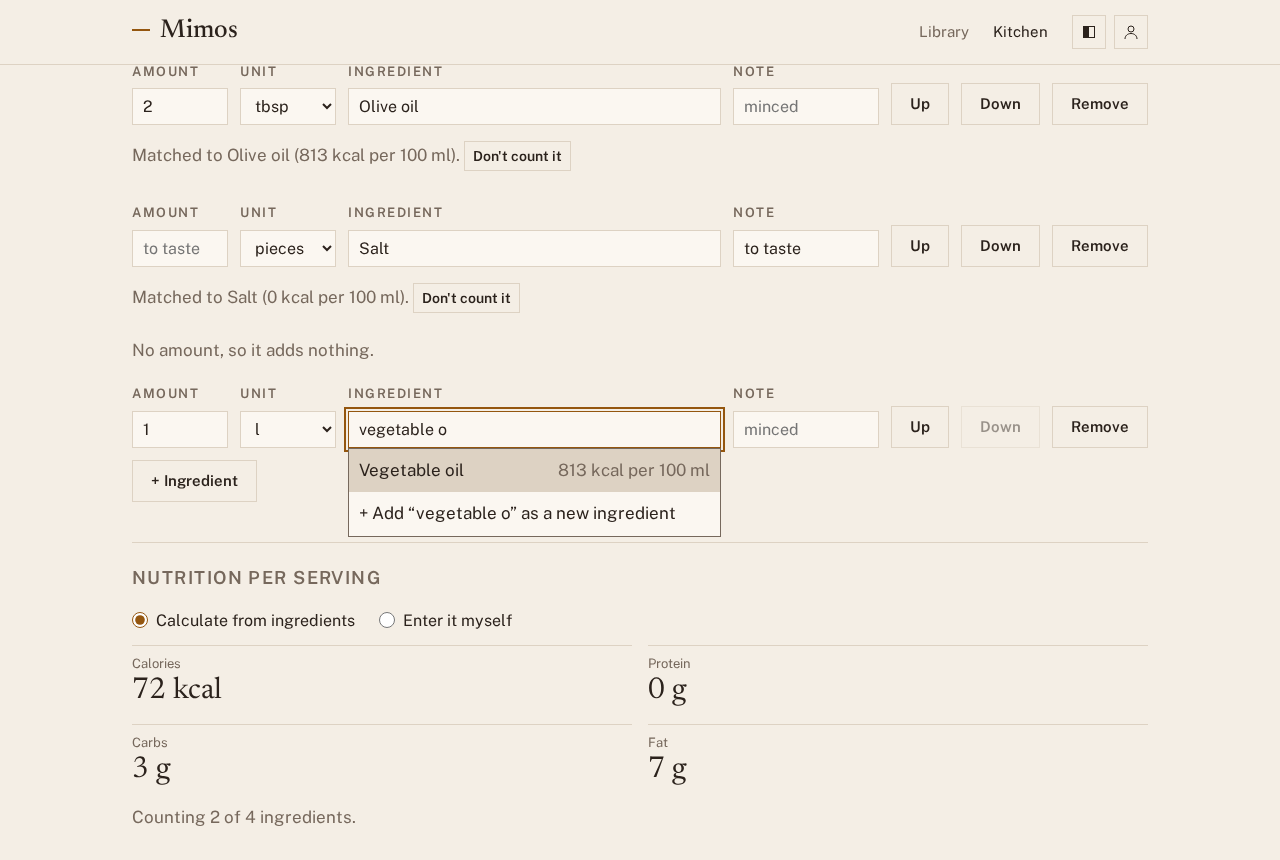 Mimos
Library Kitchen
AMOUNT UNIT INGREDIENT NOTE
2 tbsp Olive oil minced Up Down Remove
Matched to Olive oil (813 kcal per 100 ml). Don't count it
AMOUNT UNIT INGREDIENT NOTE
to taste pieces Salt to taste Up Down Remove
Matched to Salt (0 kcal per 100 ml). Don't count it
No amount, so it adds nothing.
AMOUNT UNIT INGREDIENT NOTE
1 l vegetable o minced Up Down Remove
Vegetable oil 813 kcal per 100 ml
+ Ingredient
+ Add “vegetable o” as a new ingredient
NUTRITION PER SERVING
Calculate from ingredients Enter it myself
Calories Protein
72 kcal 0 g
Carbs Fat
3 g 7 g
Counting 2 of 4 ingredients.